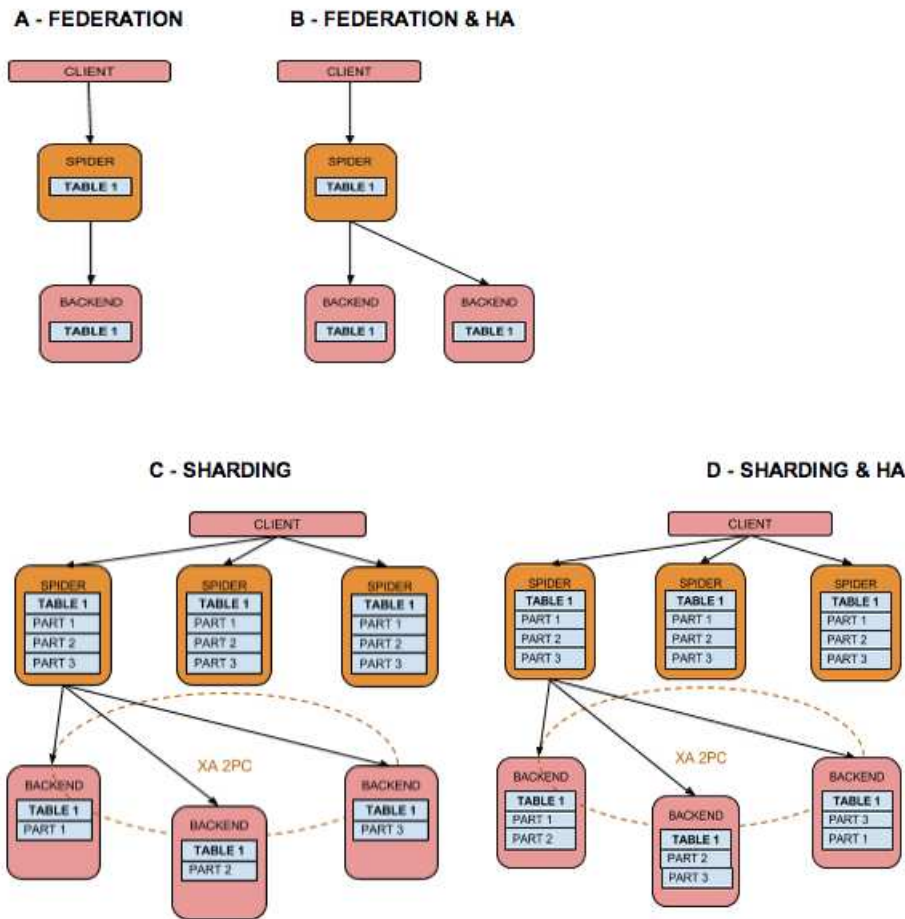 A - FEDERATION
CLIENT
SPIDER
TABLE 1
BACKEND
TABLE 1
B - FEDERATION & HA
CLIENT
SPIDER
TABLE 1
BACKEND
TABLE 1
BACKEND
TABLE 1
C - SHARDING
CLIENT
SPIDER
TABLE 1
PART 1
PART 2
PART 3
SPIDER
TABLE 1
PART 1
PART 2
PART 3
SPIDER
TABLE 1
PART 1
PART 2
PART 3
XA 2PC
BACKEND
TABLE 1
PART 1
BACKEND
TABLE 1
PART 2
BACKEND
TABLE 1
PART 3
D - SHARDING & HA
CLIENT
SPIDER
TABLE 1
PART 1
PART 2
PART 3
SPIDER
TABLE 1
PART 1
PART 2
PART 3
SPIDER
TABLE 1
PART 1
PART 2
PART 3
XA 2PC
BACKEND
TABLE 1
PART 1
PART 2
BACKEND
TABLE 1
PART 2
PART 3
BACKEND
TABLE 1
PART 3
PART 1